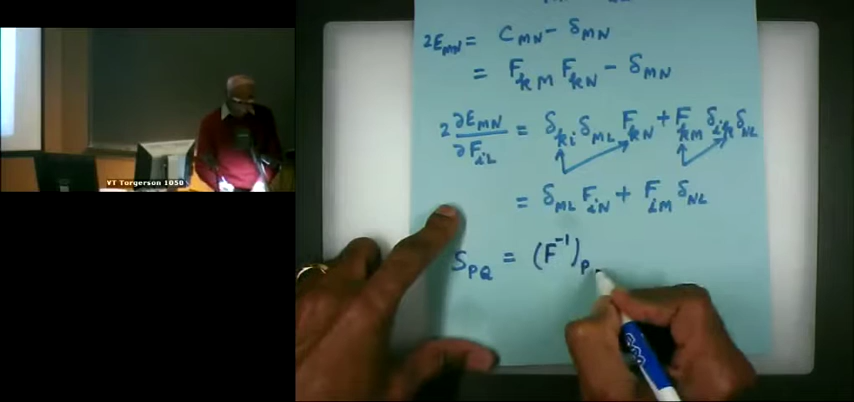 VT Torgerson 1050
2E_MN = C_MN - δ_MN
= F_kM F_kN - δ_MN
2 ∂E_MN/∂F_iL = δ_ki δ_ML F_kN + F_kM δ_ik δ_NL
= δ_ML F_iN + F_iM δ_NL
S_PQ = (F^-1)_P